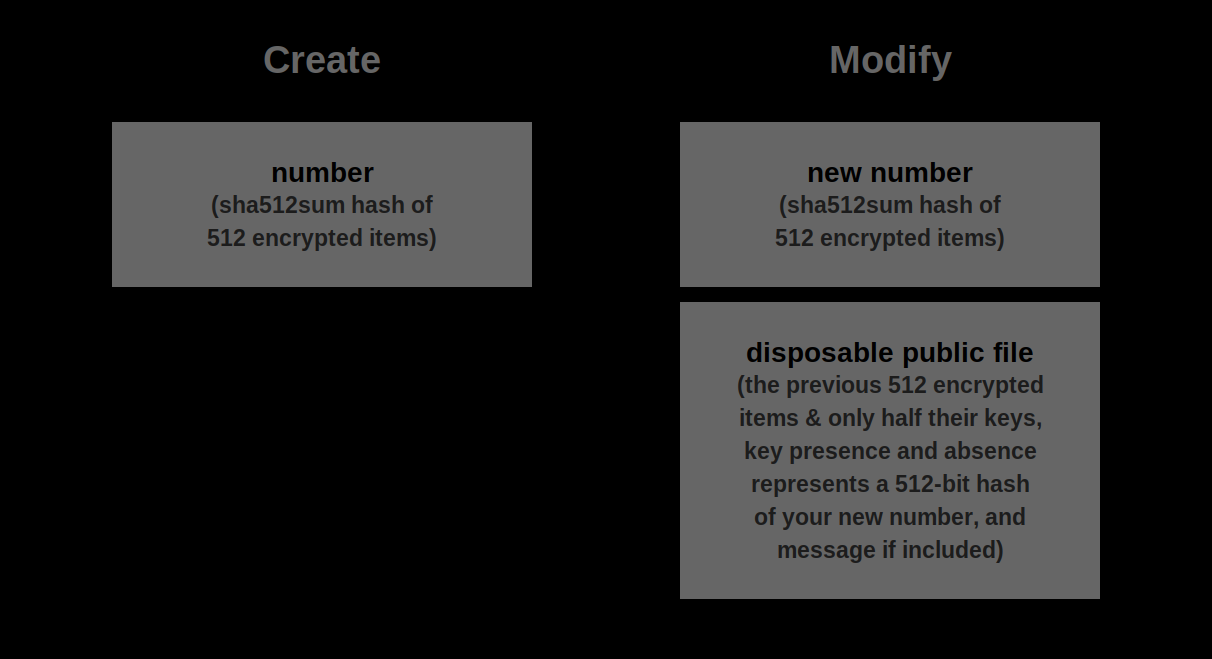 Create
number
(sha512sum hash of
512 encrypted items)
Modify
new number
(sha512sum hash of
512 encrypted items)
disposable public file
(the previous 512 encrypted
items & only half their keys,
key presence and absence
represents a 512-bit hash
of your new number, and
message if included)